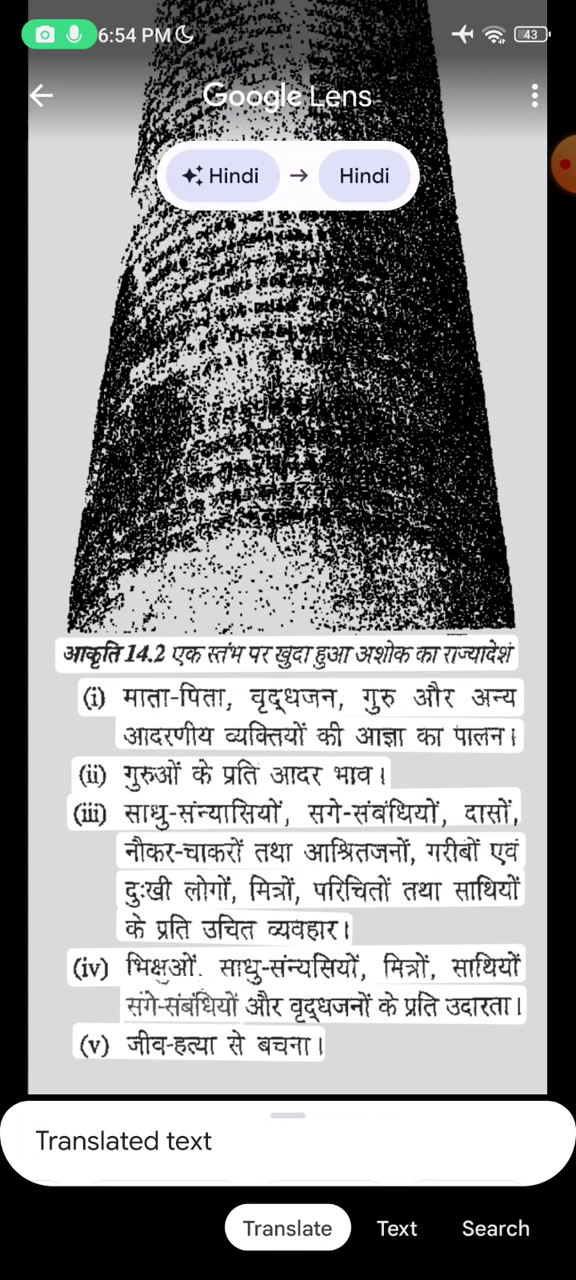 6:54 PM
43
Google Lens
Hindi → Hindi
आकृति 14.2 एक स्तंभ पर खुदा हुआ अशोक का राज्यादेश
(i) माता-पिता, वृद्धजन, गुरु और अन्य
आदरणीय व्यक्तियों की आज्ञा का पालन।
(ii) गुरुओं के प्रति आदर भाव।
(iii) साधु-संन्यासियों, सगे-संबंधियों, दासों,
नौकर-चाकरों तथा आश्रितजनों, गरीबों एवं
दुःखी लोगों, मित्रों, परिचितों तथा साथियों
के प्रति उचित व्यवहार।
(iv) भिक्षुओं. साधु-संन्यसियों, मित्रों, साथियों
संगे-संबंधियों और वृद्धजनों के प्रति उदारता।
(v) जीव-हत्या से बचना।
Translated text
Translate Text Search